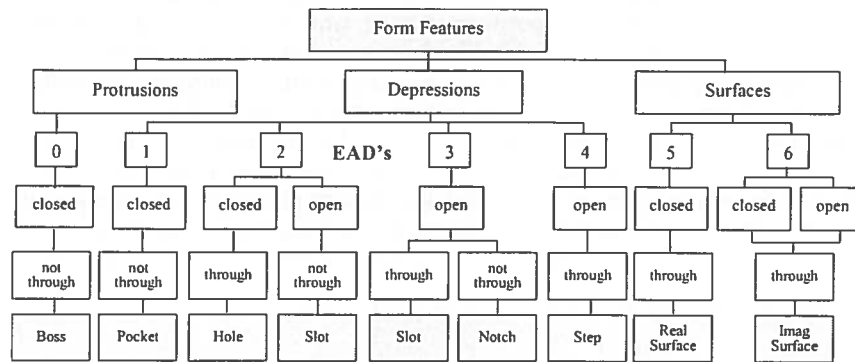 Form Features
Protrusions Depressions Surfaces
0 1 2 EAD's 3 4 5 6
closed closed closed open open open closed closed open
not through not through through not through through not through through through through
Boss Pocket Hole Slot Slot Notch Step Real Surface Imag Surface